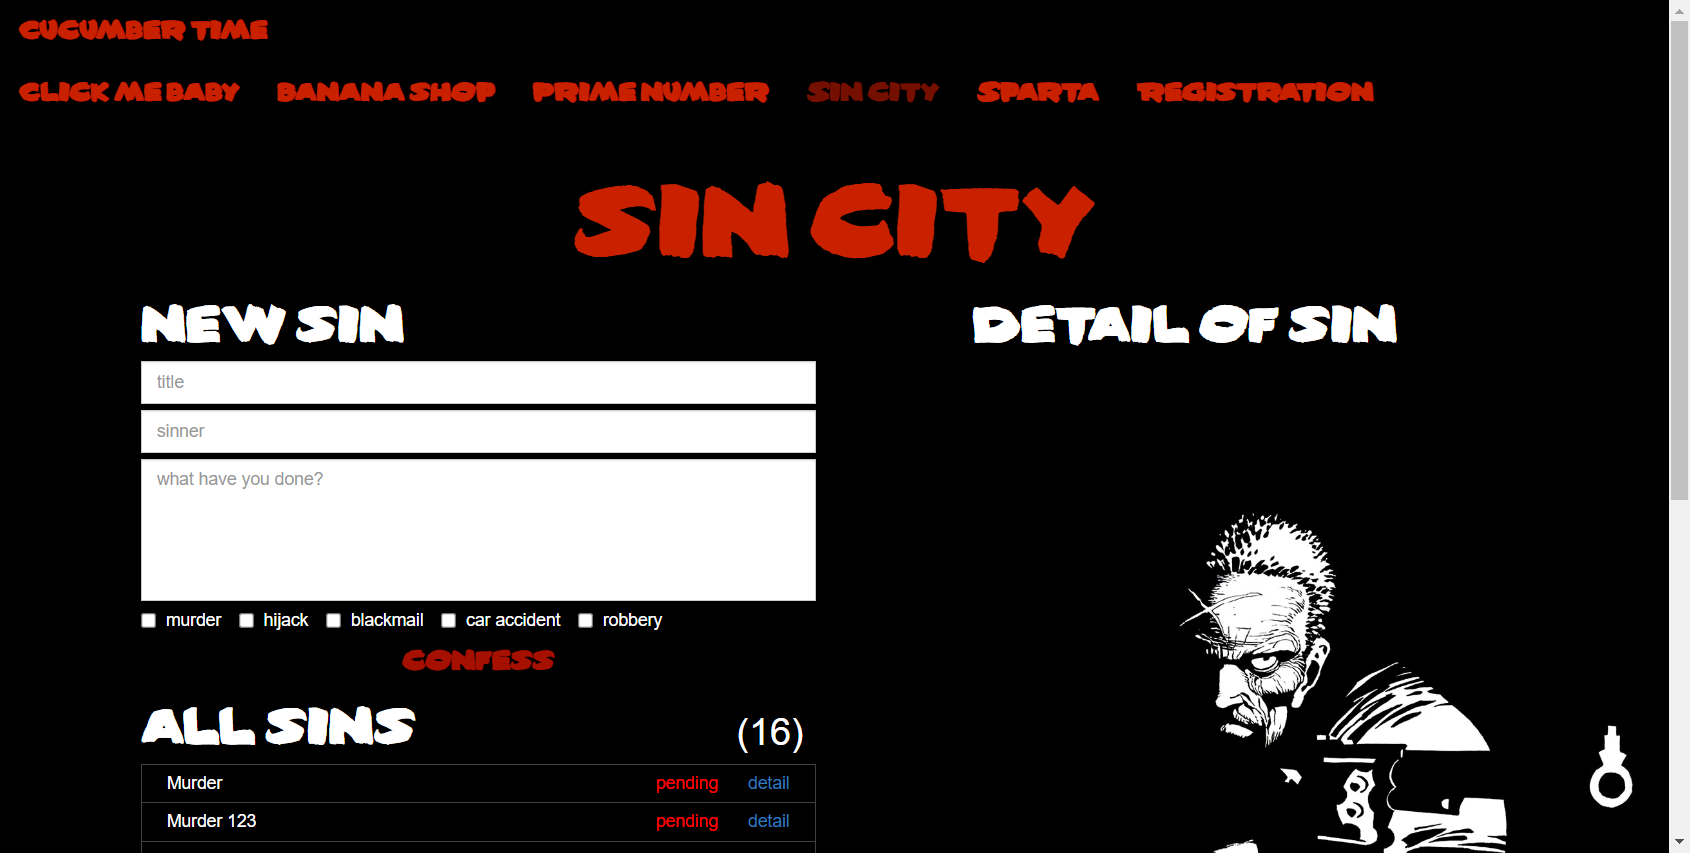 CUCUMBER TIME
CLICK ME BABY BANANA SHOP PRIME NUMBER SIN CITY SPARTA REGISTRATION
SIN CITY
NEW SIN
title
sinner
what have you done?
murder hijack blackmail car accident robbery
CONFESS
ALL SINS (16)
Murder pending detail
Murder 123 pending detail
DETAIL OF SIN